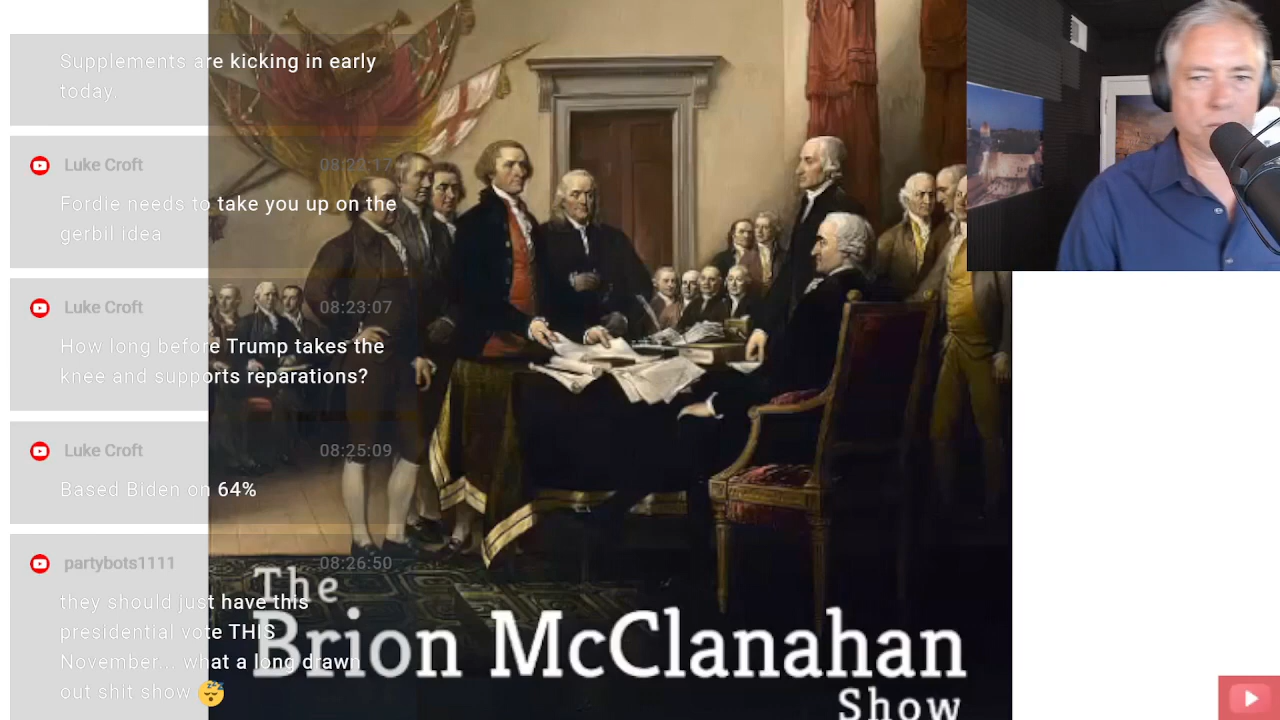 Supplements are kicking in early
today.
Luke Croft 08:20:17
Fordie needs to take you up on the
gerbil idea
Luke Croft 08:23:07
How long before Trump takes the
knee and supports reparations?
Luke Croft 08:25:09
Based Biden on 64%
partybots1111 08:26:50
they should just have this
presidential vote THIS
November... what a long drawn
out shit show 😴
The
Brion McClanahan
Show